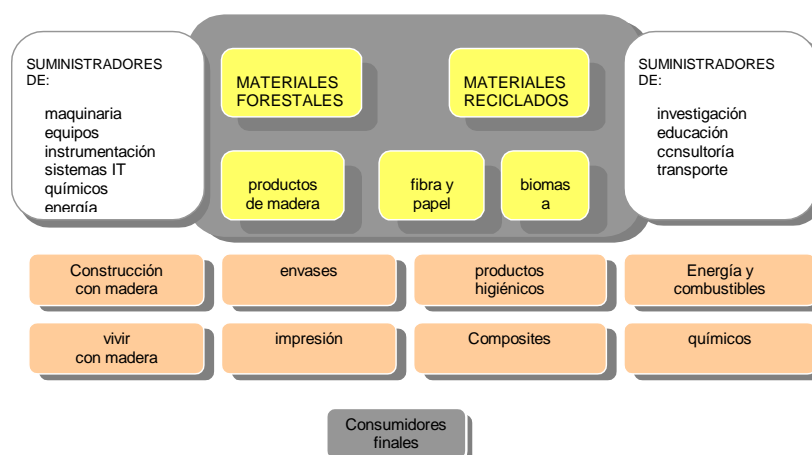 SUMINISTRADORES
DE:
maquinaria
equipos
instrumentación
sistemas IT
químicos
energía
MATERIALES
FORESTALES
MATERIALES
RECICLADOS
productos
de madera
fibra y
papel
biomas
a
SUMINISTRADORES
DE:
investigación
educación
ccnsultoría
transporte
Construcción
con madera
envases
productos
higiénicos
Energía y
combustibles
vivir
con madera
impresión
Composites
químicos
Consumidores
finales